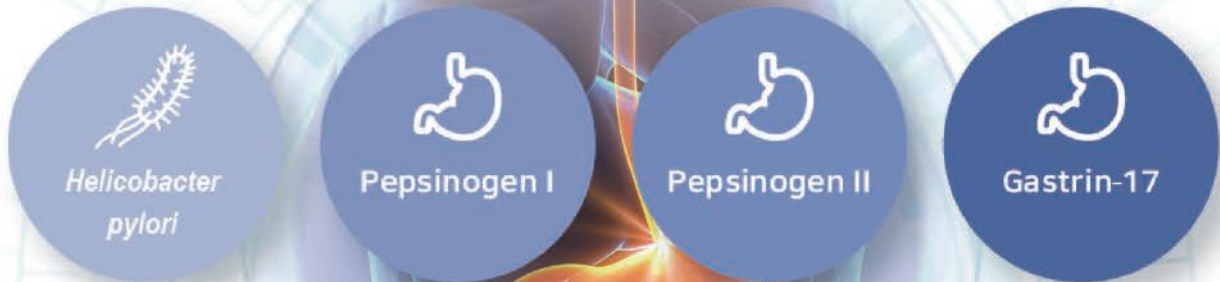 Helicobacter
pylori
Pepsinogen I
Pepsinogen II
Gastrin-17